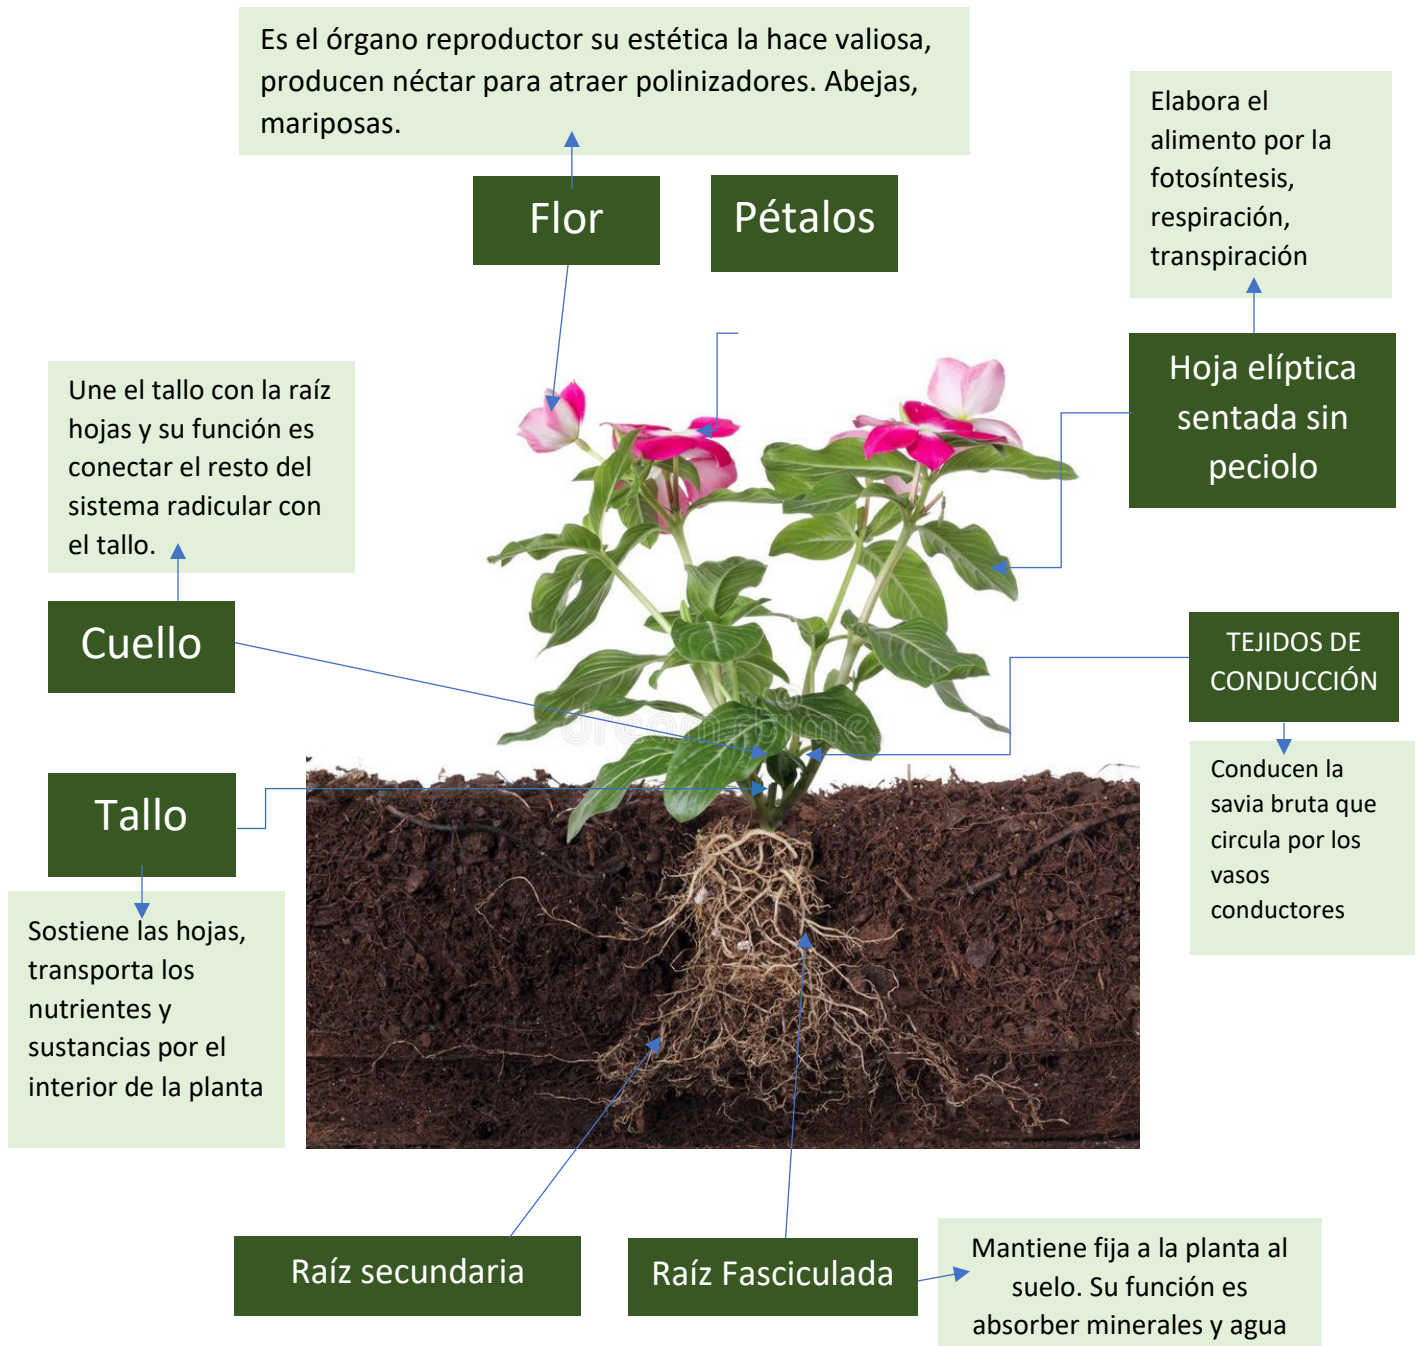 Es el órgano reproductor su estética la hace valiosa,
producen néctar para atraer polinizadores. Abejas,
mariposas.
Elabora el
alimento por la
fotosíntesis,
respiración,
transpiración
Flor
Pétalos
Hoja elíptica
sentada sin
peciolo
Une el tallo con la raíz
hojas y su función es
conectar el resto del
sistema radicular con
el tallo.
Cuello
TEJIDOS DE
CONDUCCIÓN
dreamstime
Conducen la
savia bruta que
circula por los
vasos
conductores
Tallo
Sostiene las hojas,
transporta los
nutrientes y
sustancias por el
interior de la planta
Raíz secundaria
Raíz Fasciculada
Mantiene fija a la planta al
suelo. Su función es
absorber minerales y agua